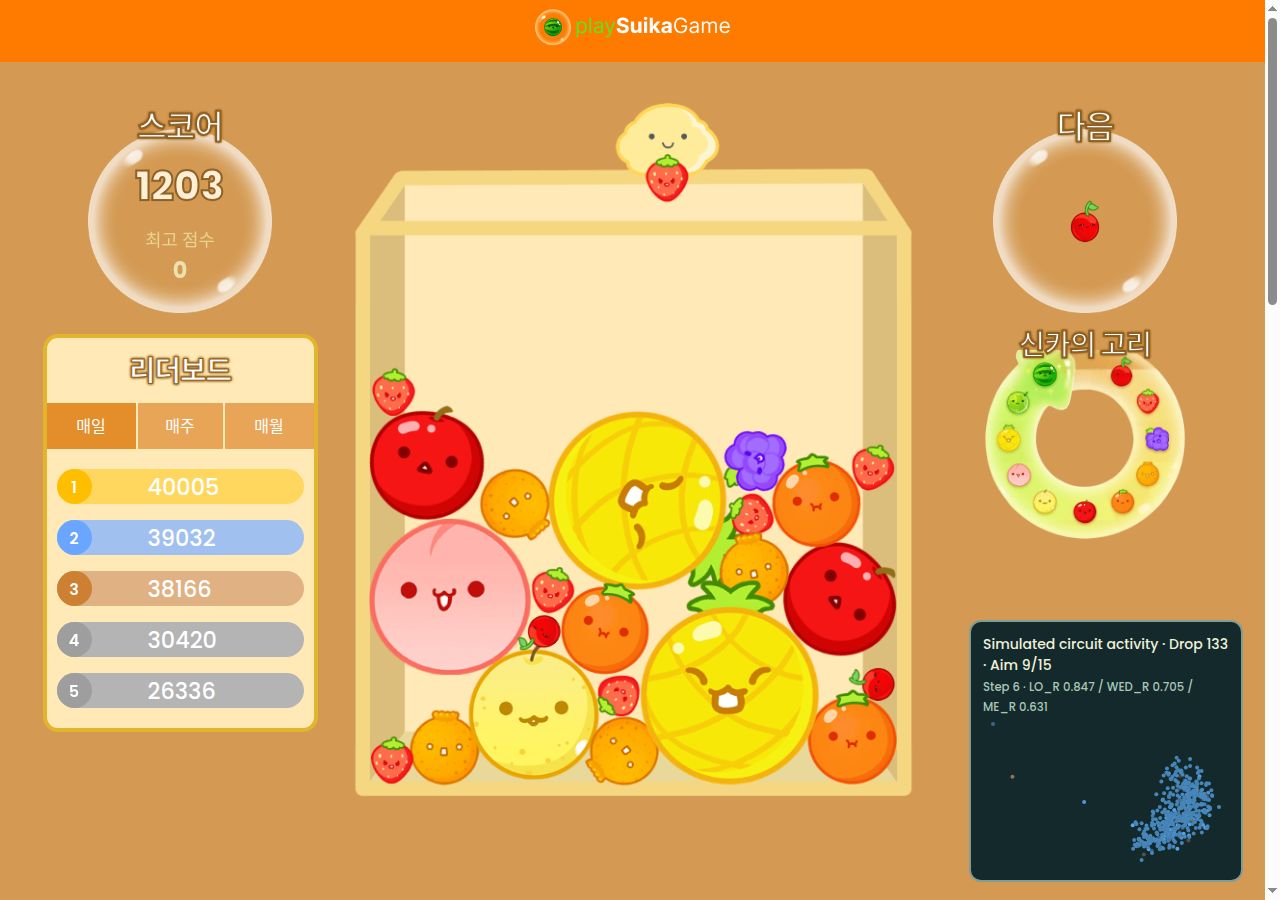 playSuikaGame
스코어
1203
최고 점수
0
리더보드
매일 매주 매월
1 40005
2 39032
3 38166
4 30420
5 26336
다음
신카의 고리
Simulated circuit activity · Drop 133
· Aim 9/15
Step 6 · LO_R 0.847 / WED_R 0.705 /
ME_R 0.631